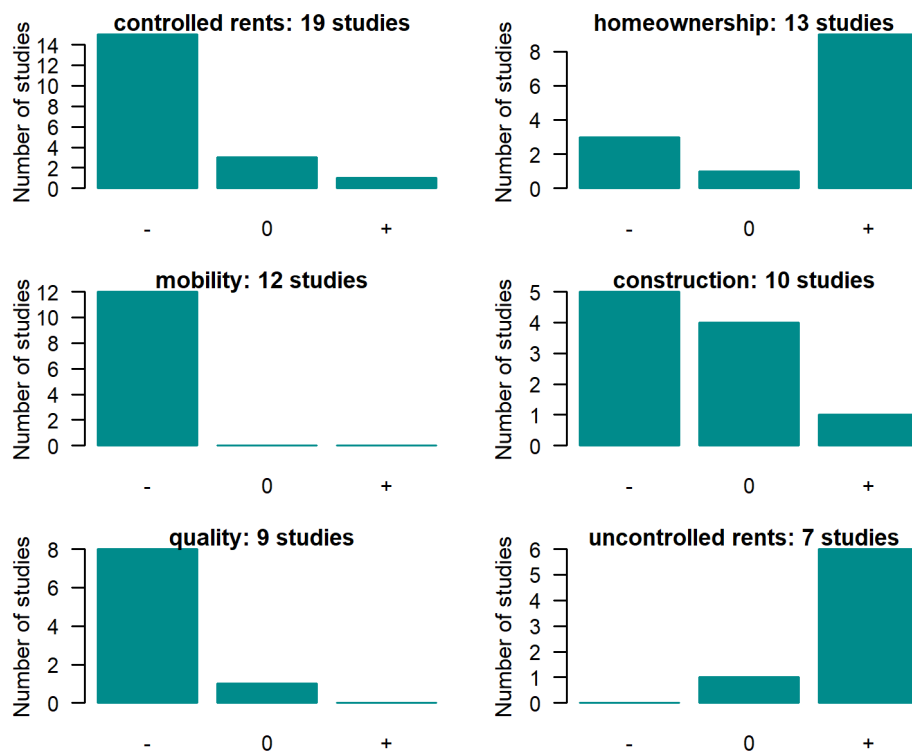 controlled rents: 19 studies
Number of studies
14
12
10
8
6
4
2
0
- 0 +
homeownership: 13 studies
Number of studies
8
6
4
2
0
- 0 +
mobility: 12 studies
Number of studies
12
10
8
6
4
2
0
- 0 +
construction: 10 studies
Number of studies
5
4
3
2
1
0
- 0 +
quality: 9 studies
Number of studies
8
6
4
2
0
- 0 +
uncontrolled rents: 7 studies
Number of studies
6
5
4
3
2
1
0
- 0 +